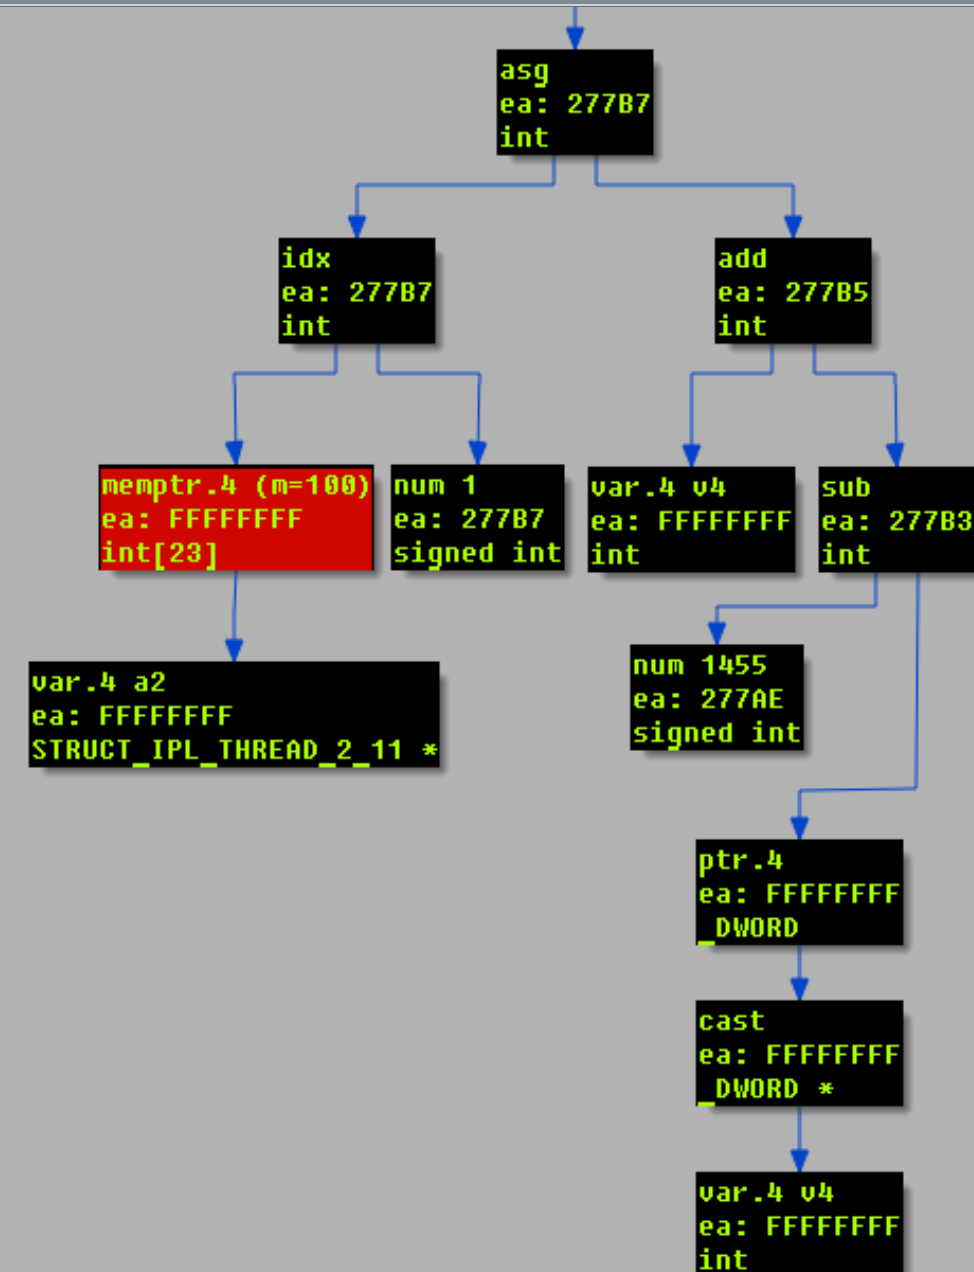 asg
ea: 277B7
int
idx
ea: 277B7
int
add
ea: 277B5
int
memptr.4 (m=100)
ea: FFFFFFFF
int[23]
num 1
ea: 277B7
signed int
var.4 v4
ea: FFFFFFFF
int
sub
ea: 277B3
int
var.4 a2
ea: FFFFFFFF
STRUCT_IPL_THREAD_2_11 *
num 1455
ea: 277AE
signed int
ptr.4
ea: FFFFFFFF
_DWORD
cast
ea: FFFFFFFF
_DWORD *
var.4 v4
ea: FFFFFFFF
int